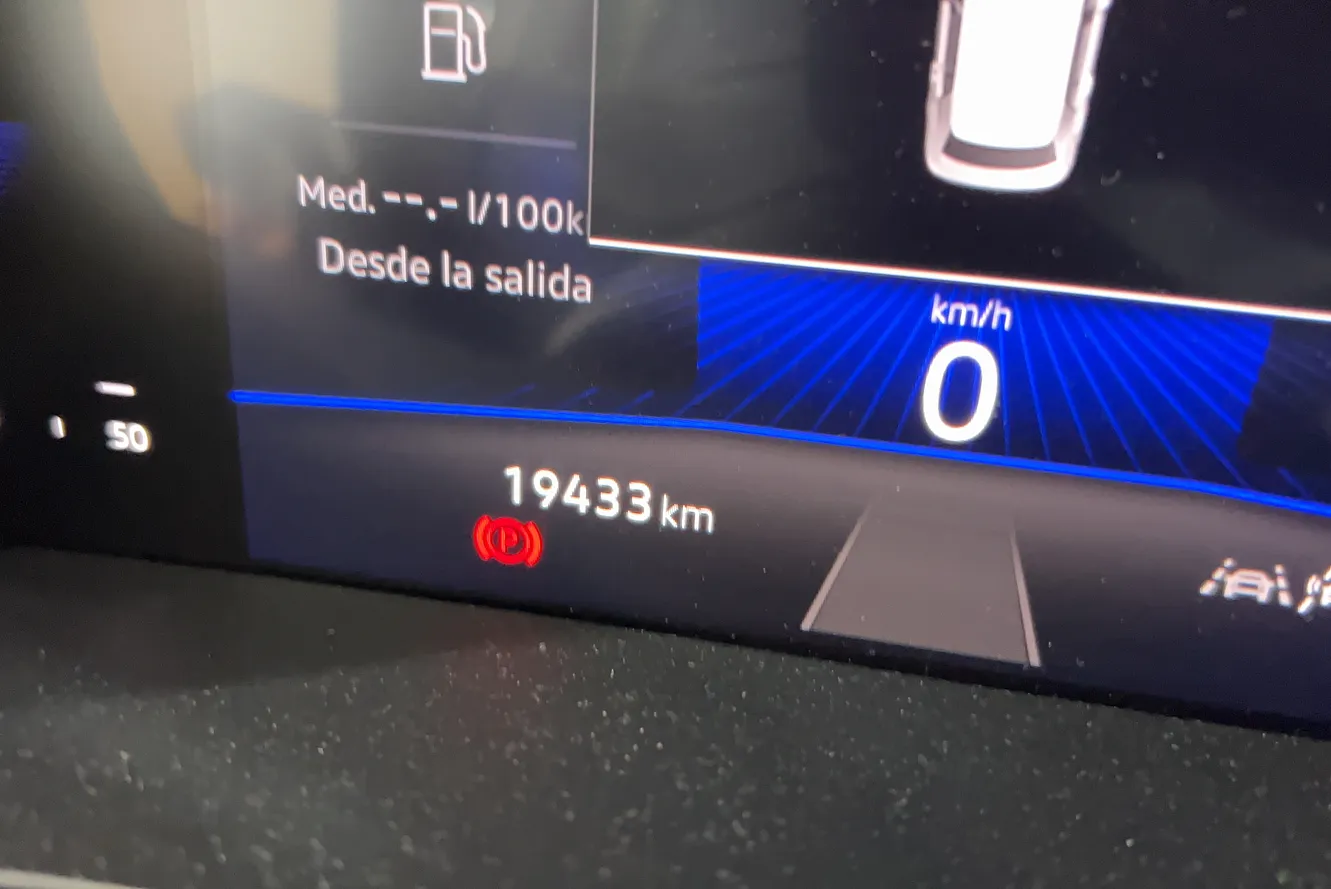 Med. --.- l/100k
Desde la salida
km/h
0
50
19433 km
P